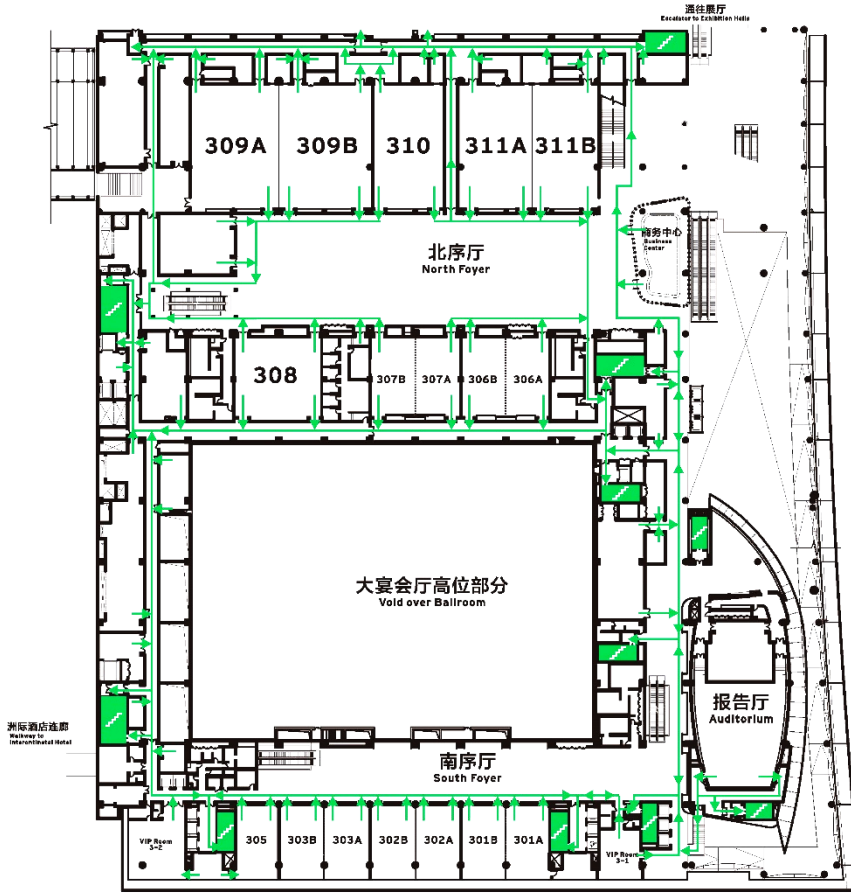 通往展厅
Escalator to Exhibition Halls
309A
309B
310
311A
311B
商务中心
Business
Center
北序厅
North Foyer
308
307B
307A
306B
306A
大宴会厅高位部分
Void over Ballroom
报告厅
Auditorium
洲际酒店连廊
Walkway to
Intercontinetal Hotel
南序厅
South Foyer
VIP Room
3-2
305
303B
303A
302B
302A
301B
301A
VIP Room
3-1